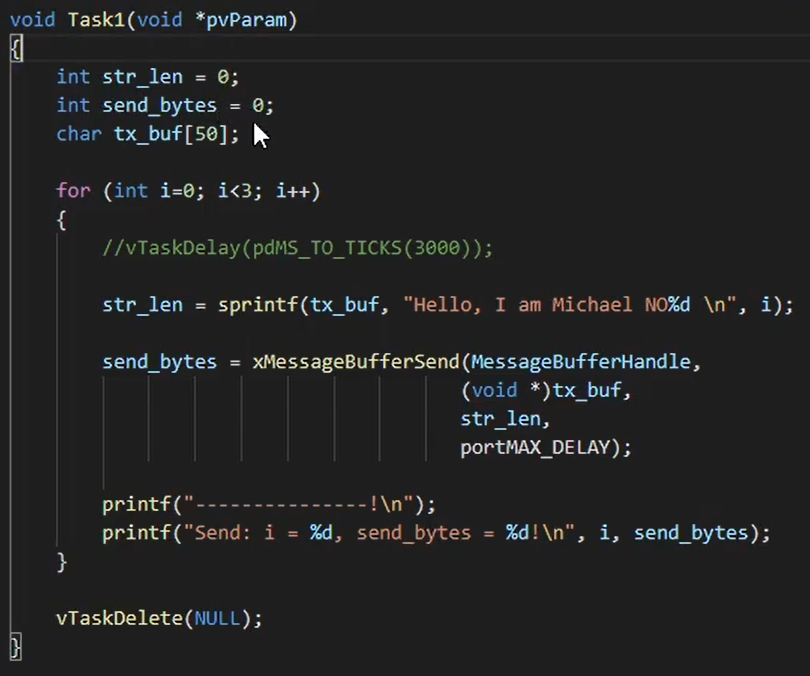 void Task1(void *pvParam)
{
int str_len = 0;
int send_bytes = 0;
char tx_buf[50];
for (int i=0; i<3; i++)
{
//vTaskDelay(pdMS_TO_TICKS(3000));
str_len = sprintf(tx_buf, "Hello, I am Michael NO%d \n", i);
send_bytes = xMessageBufferSend(MessageBufferHandle,
(void *)tx_buf,
str_len,
portMAX_DELAY);
printf("---------------!\n");
printf("Send: i = %d, send_bytes = %d!\n", i, send_bytes);
}
vTaskDelete(NULL);
}